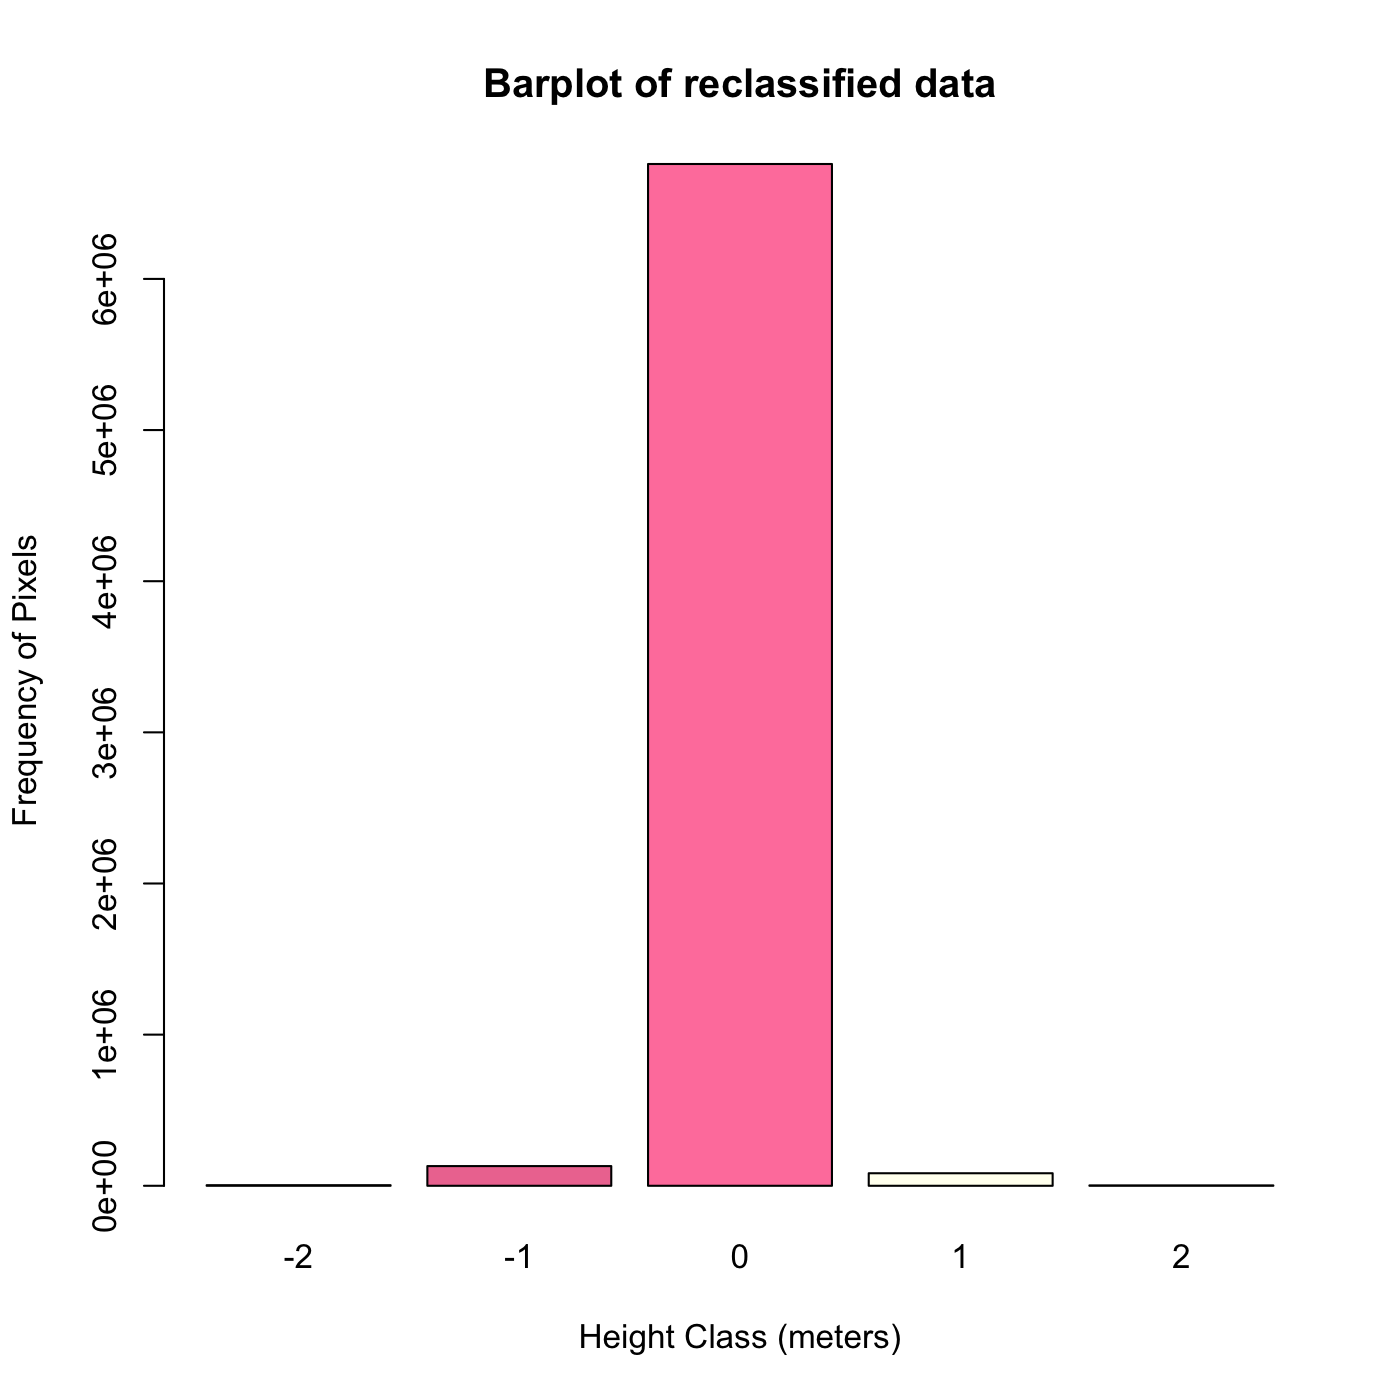 Barplot of reclassified data
Frequency of Pixels
6e+06
5e+06
4e+06
3e+06
2e+06
1e+06
0e+00
-2 -1 0 1 2
Height Class (meters)